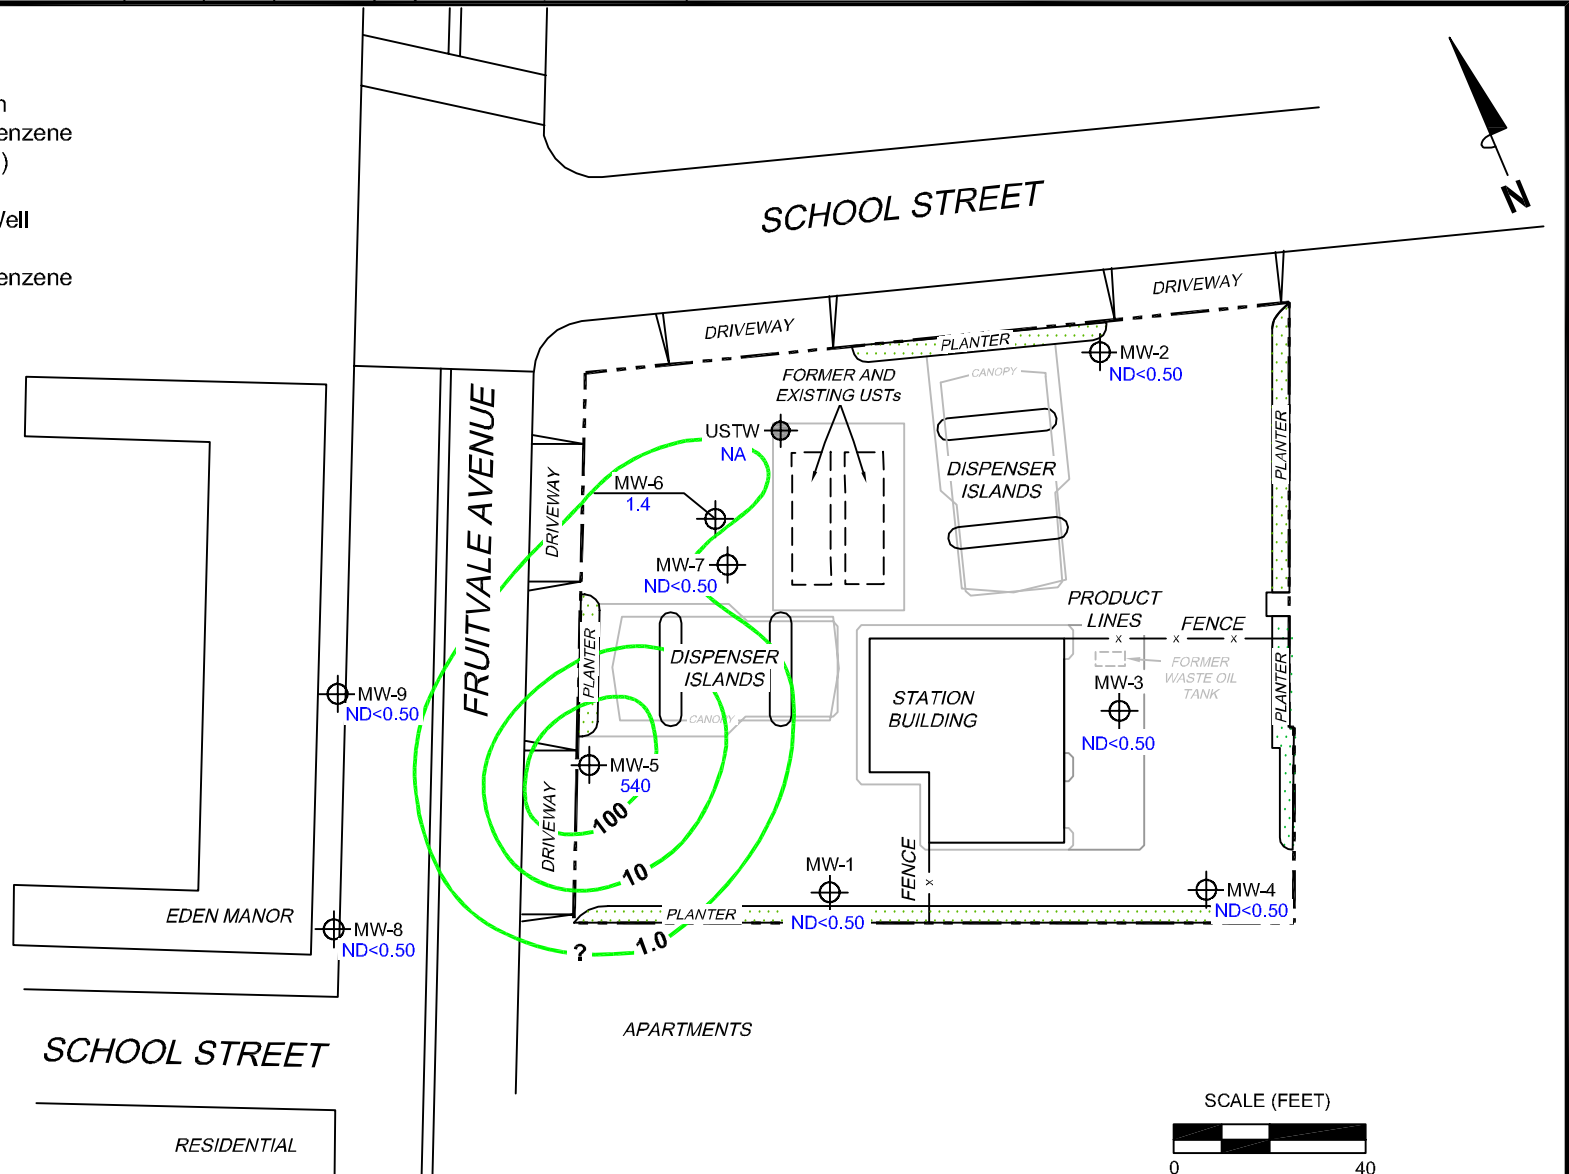 enzene
)
enzene
N
SCHOOL STREET
DRIVEWAY
DRIVEWAY
PLANTER
MW-2
ND<0.50
CANOPY
FORMER AND
EXISTING USTs
USTW
NA
FRUITVALE AVENUE
DRIVEWAY
MW-6
1.4
DISPENSER
ISLANDS
PLANTER
MW-7
ND<0.50
PRODUCT
LINES
FENCE
x x x
FORMER
WASTE OIL
TANK
PLANTER
DISPENSER
ISLANDS
CANOPY
PLANTER
STATION
BUILDING
MW-3
ND<0.50
MW-9
ND<0.50
MW-5
540
100
DRIVEWAY
10
MW-1
ND<0.50
FENCE
x
MW-4
ND<0.50
PLANTER
EDEN MANOR
MW-8
ND<0.50
?
1.0
APARTMENTS
SCHOOL STREET
RESIDENTIAL
SCALE (FEET)
0 40